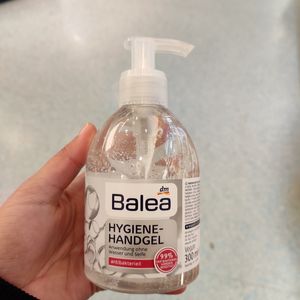 dm
Balea
HYGIENE-
HANDGEL
Anwendung ohne
Wasser und Seife
antibakteriell
99%
300 ml